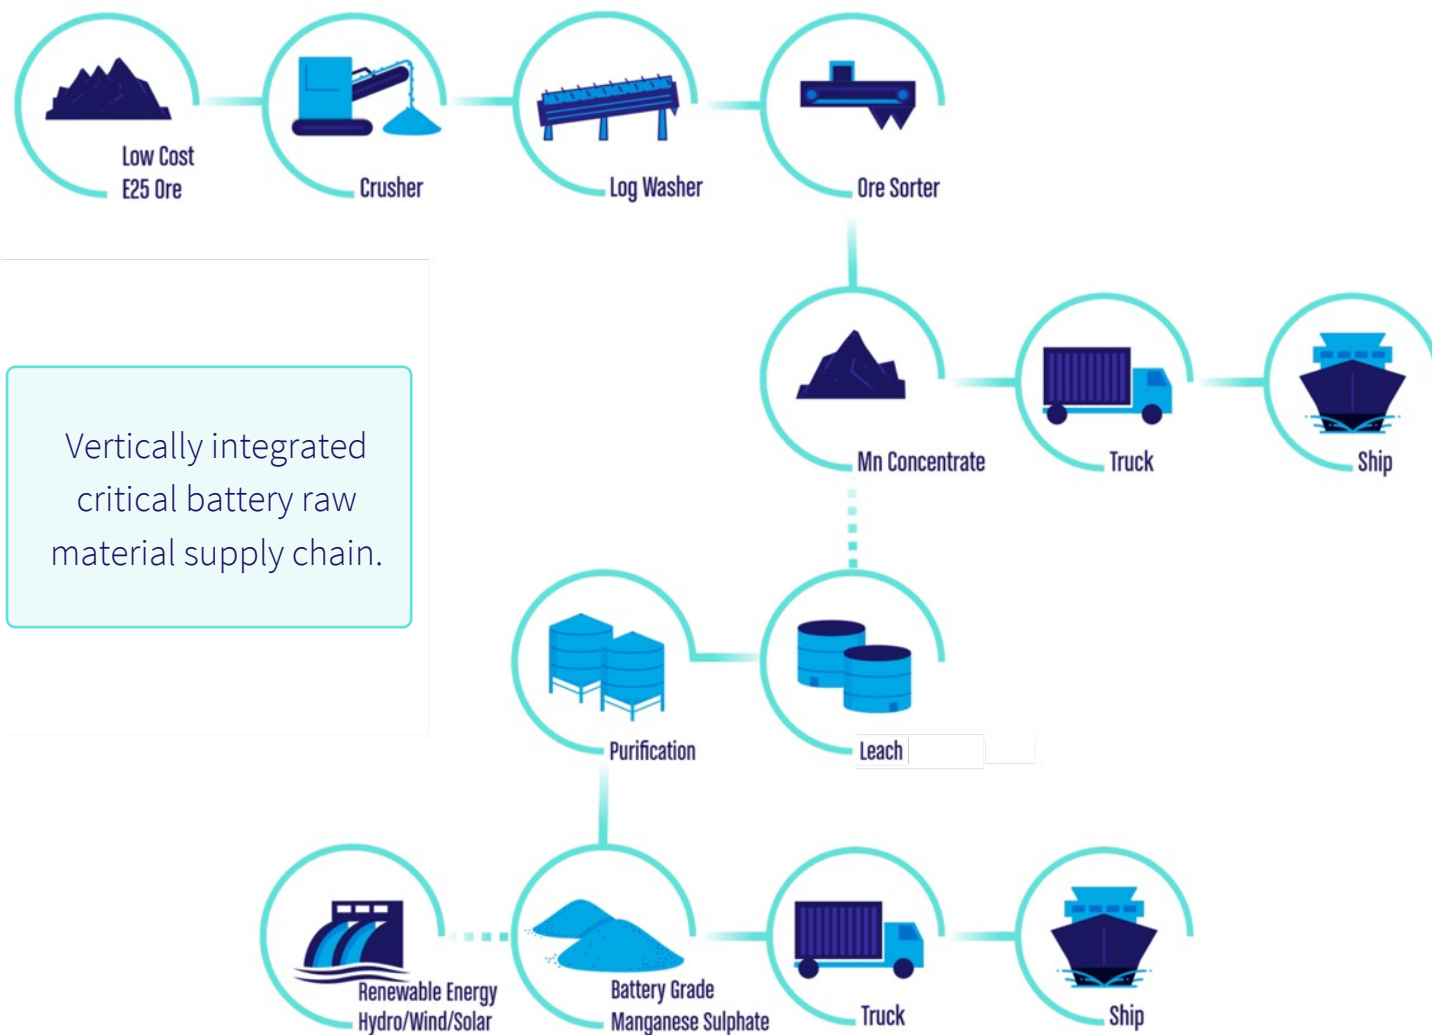 Low Cost
E25 Ore
Crusher
Log Washer
Ore Sorter
Vertically integrated
critical battery raw
material supply chain.
Mn Concentrate
Truck
Ship
Purification
Leach
Renewable Energy
Hydro/Wind/Solar
Battery Grade
Manganese Sulphate
Truck
Ship